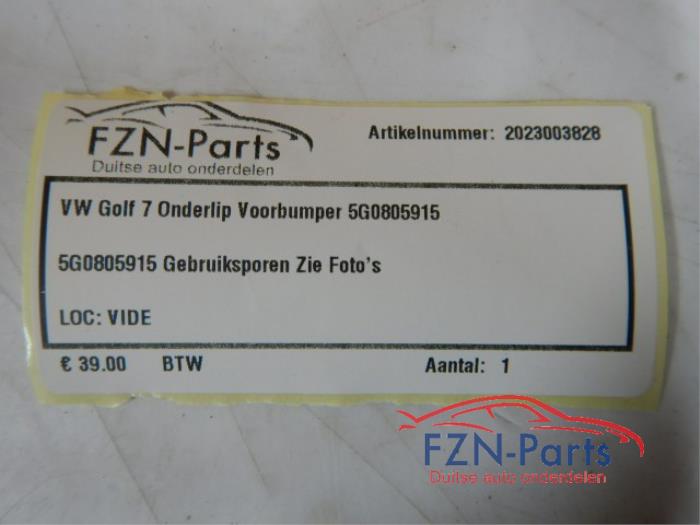 FZN-Parts
Duitse auto onderdelen
Artikelnummer: 2023003828
VW Golf 7 Onderlip Voorbumper 5G0805915
5G0805915 Gebruiksporen Zie Foto's
LOC: VIDE
€ 39.00 BTW Aantal: 1
FZN-Parts
Duitse auto onderdelen